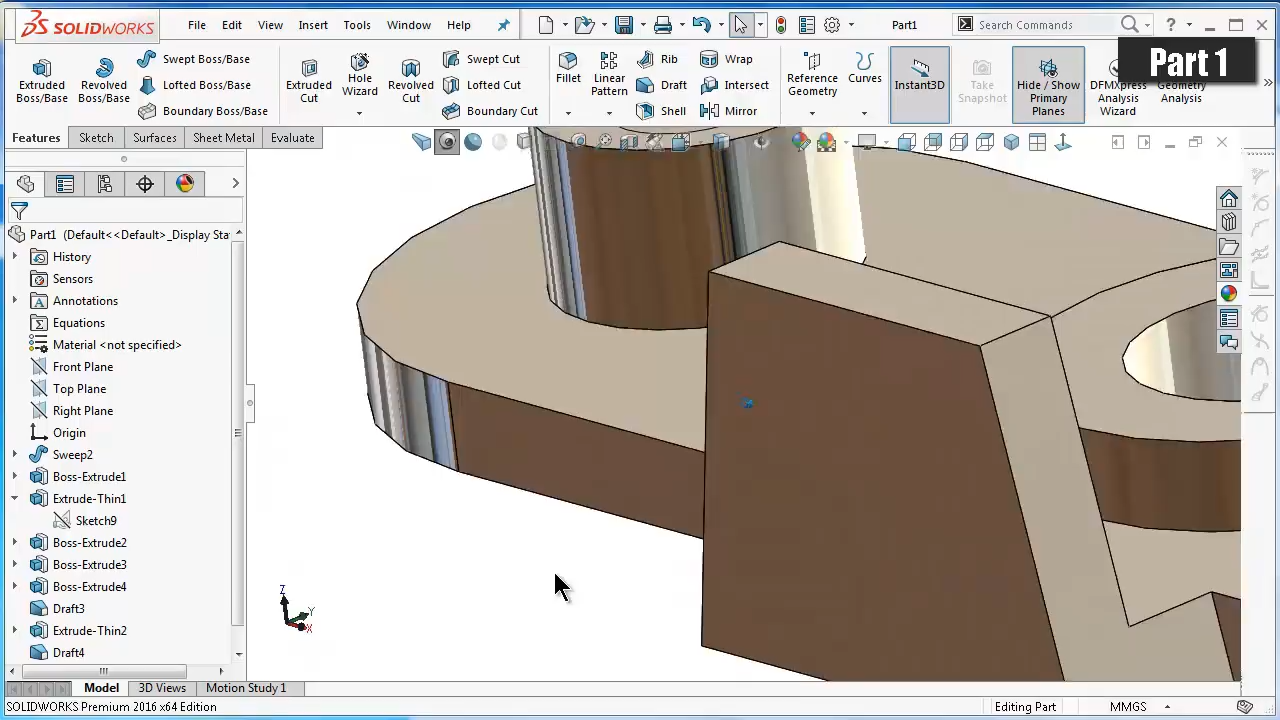 SOLIDWORKS
File Edit View Insert Tools Window Help
Part1
Search Commands
Part 1
Extruded Boss/Base
Revolved Boss/Base
Swept Boss/Base
Lofted Boss/Base
Boundary Boss/Base
Extruded Cut
Hole Wizard
Revolved Cut
Swept Cut
Lofted Cut
Boundary Cut
Fillet
Linear Pattern
Rib
Draft
Shell
Wrap
Intersect
Mirror
Reference Geometry
Curves
Instant3D
Take Snapshot
Hide / Show Primary Planes
DFMXpress Analysis Wizard
Geometry Analysis
Features Sketch Surfaces Sheet Metal Evaluate
Part1 (Default<<Default>_Display Sta
History
Sensors
Annotations
Equations
Material <not specified>
Front Plane
Top Plane
Right Plane
Origin
Sweep2
Boss-Extrude1
Extrude-Thin1
Sketch9
Boss-Extrude2
Boss-Extrude3
Boss-Extrude4
Draft3
Extrude-Thin2
Draft4
Z
Y
X
Model 3D Views Motion Study 1
SOLIDWORKS Premium 2016 x64 Edition
Editing Part
MMGS